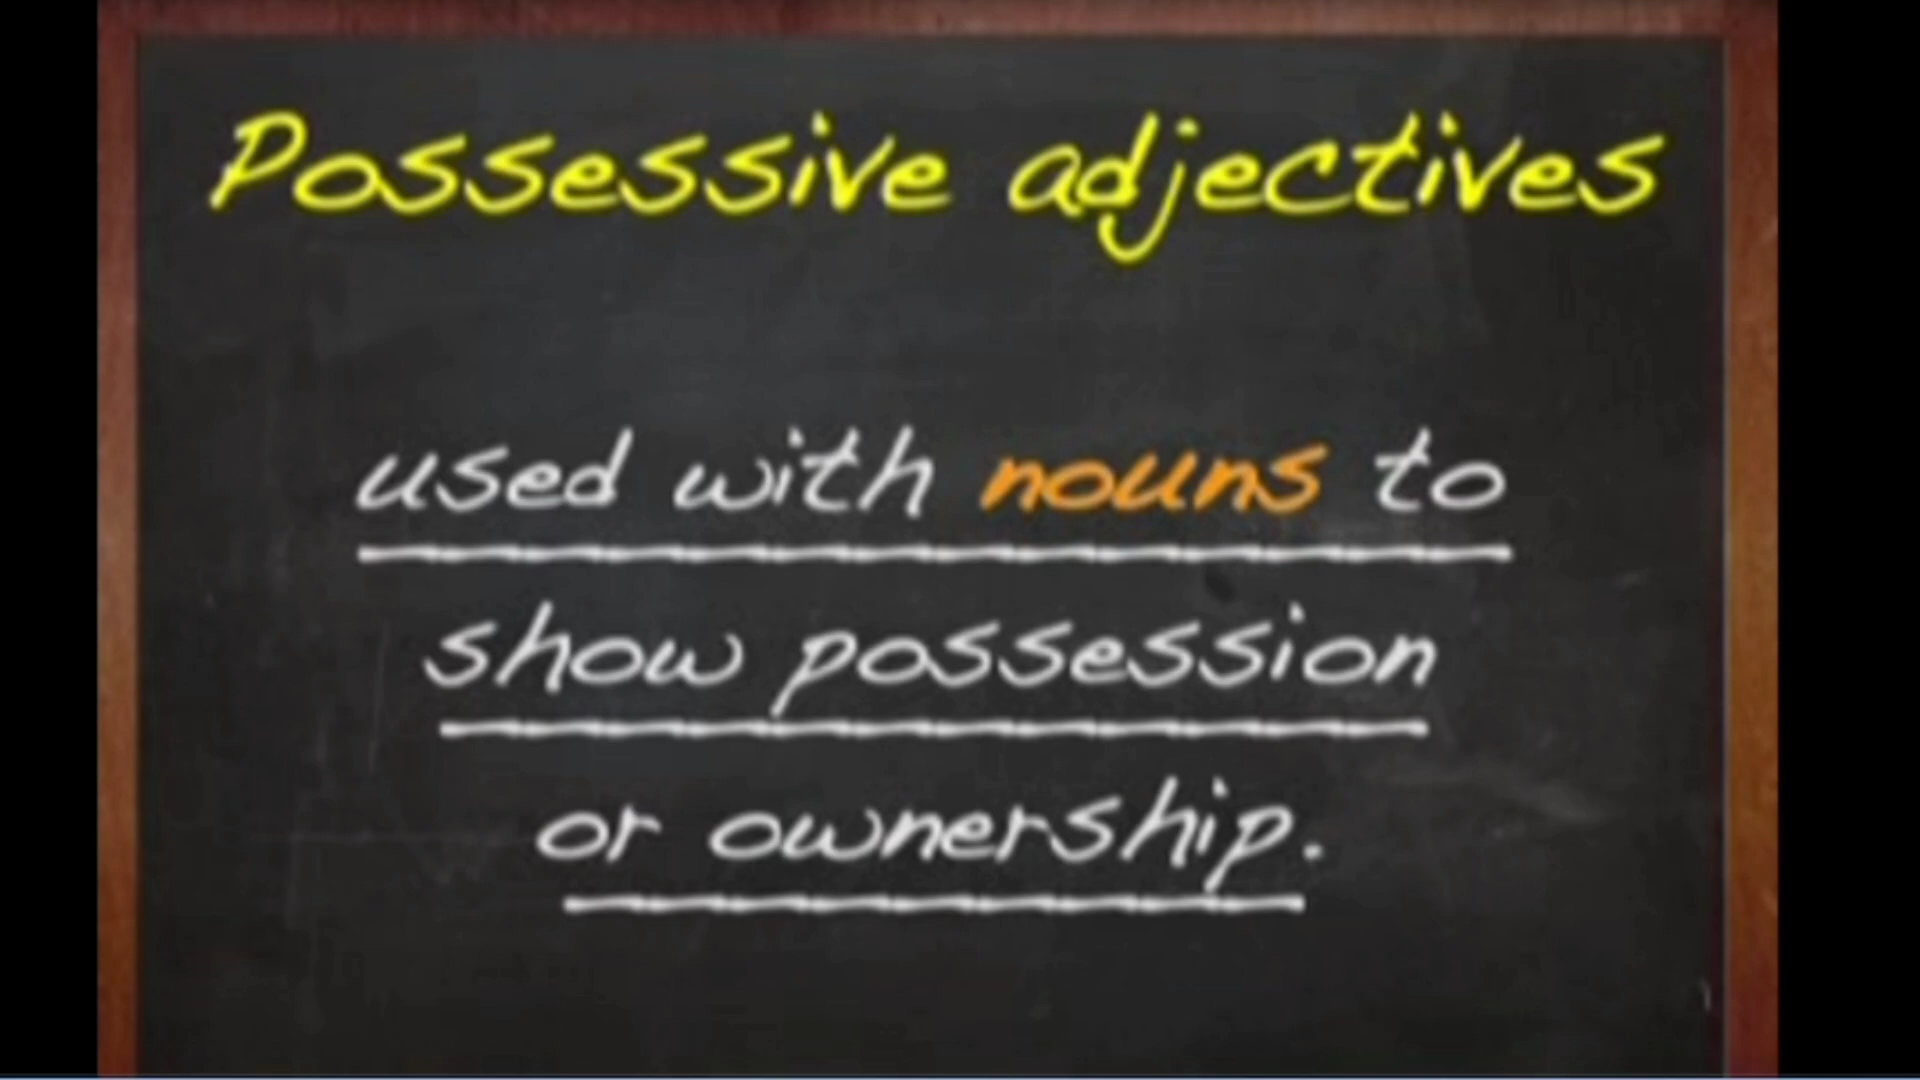 Possessive adjectives
used with nouns to
show possession
or ownership.